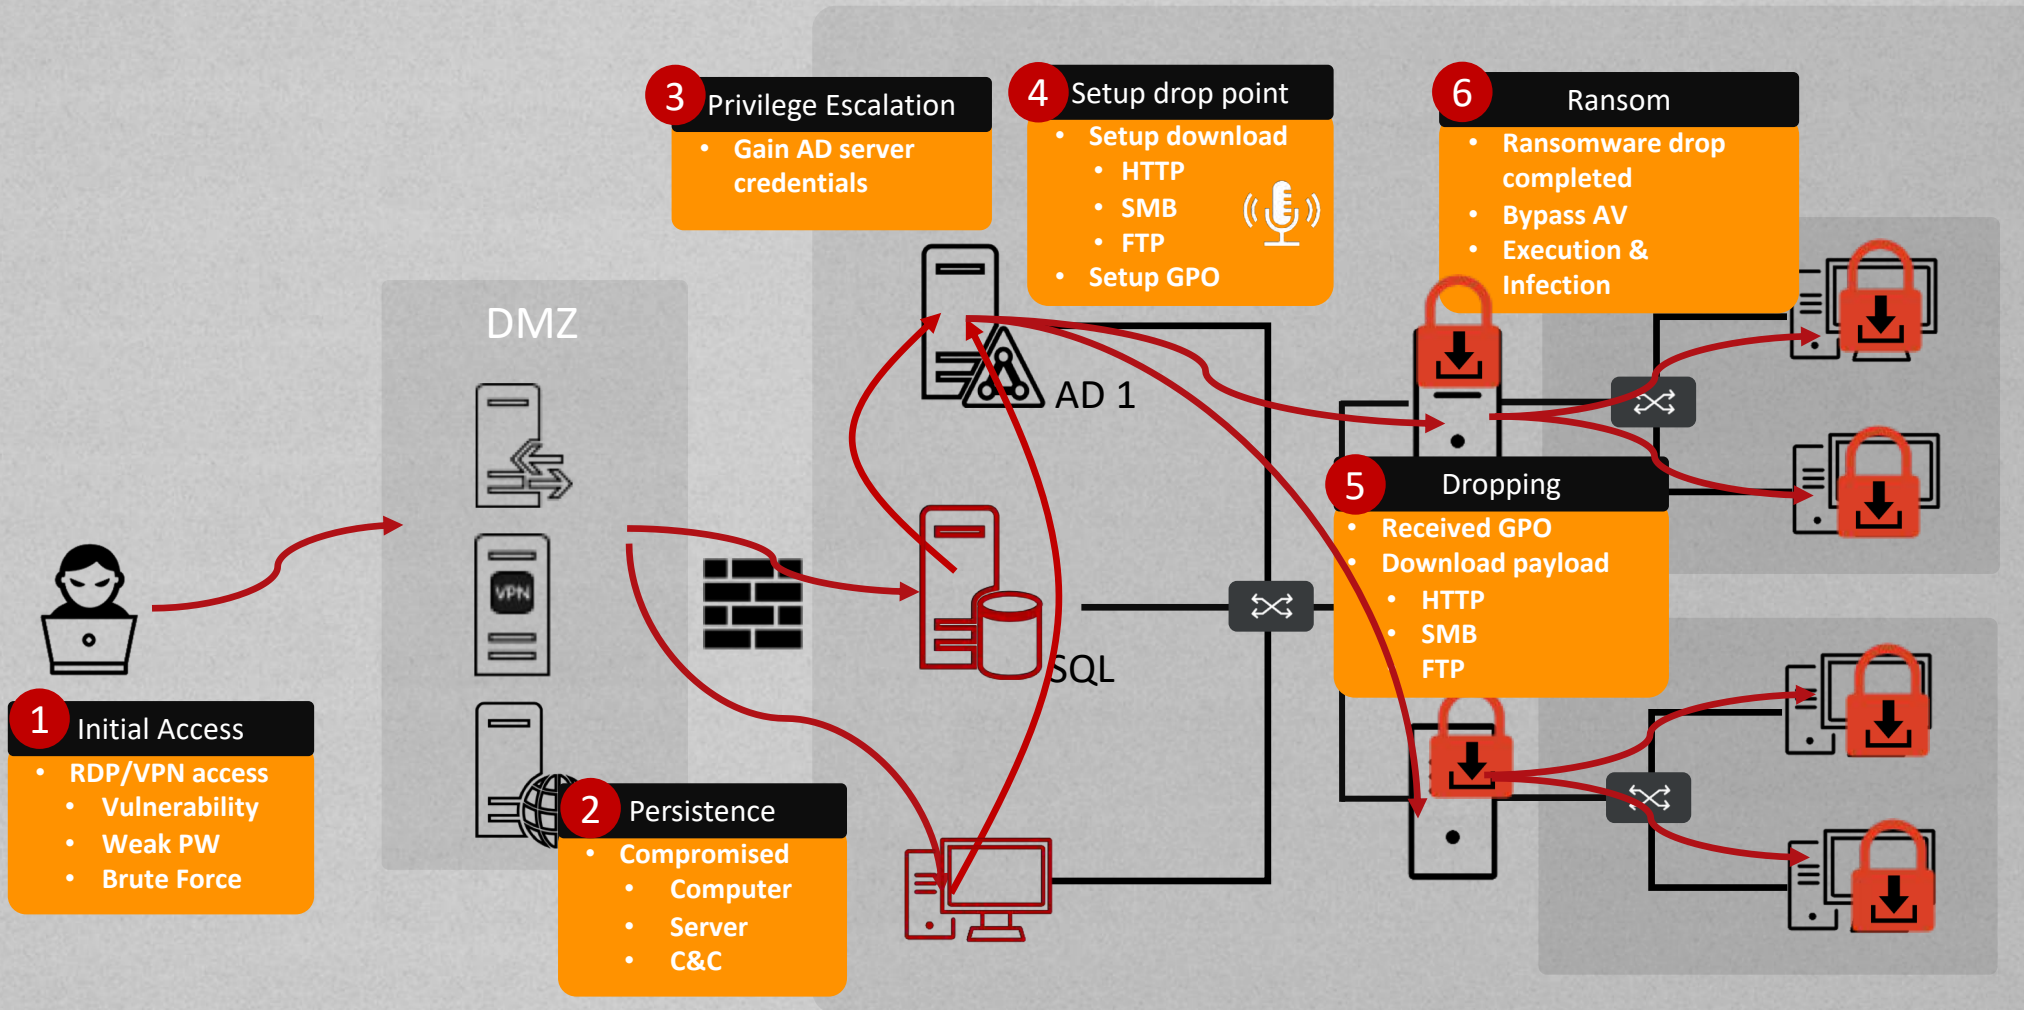 1
Initial Access
• RDP/VPN access
• Vulnerability
• Weak PW
• Brute Force
DMZ
VPN
2
Persistence
• Compromised
• Computer
• Server
• C&C
3
Privilege Escalation
• Gain AD server
credentials
4
Setup drop point
• Setup download
• HTTP
• SMB
• FTP
• Setup GPO
AD 1
SQL
5
Dropping
• Received GPO
• Download payload
• HTTP
• SMB
FTP
6
Ransom
• Ransomware drop
completed
• Bypass AV
• Execution &
Infection